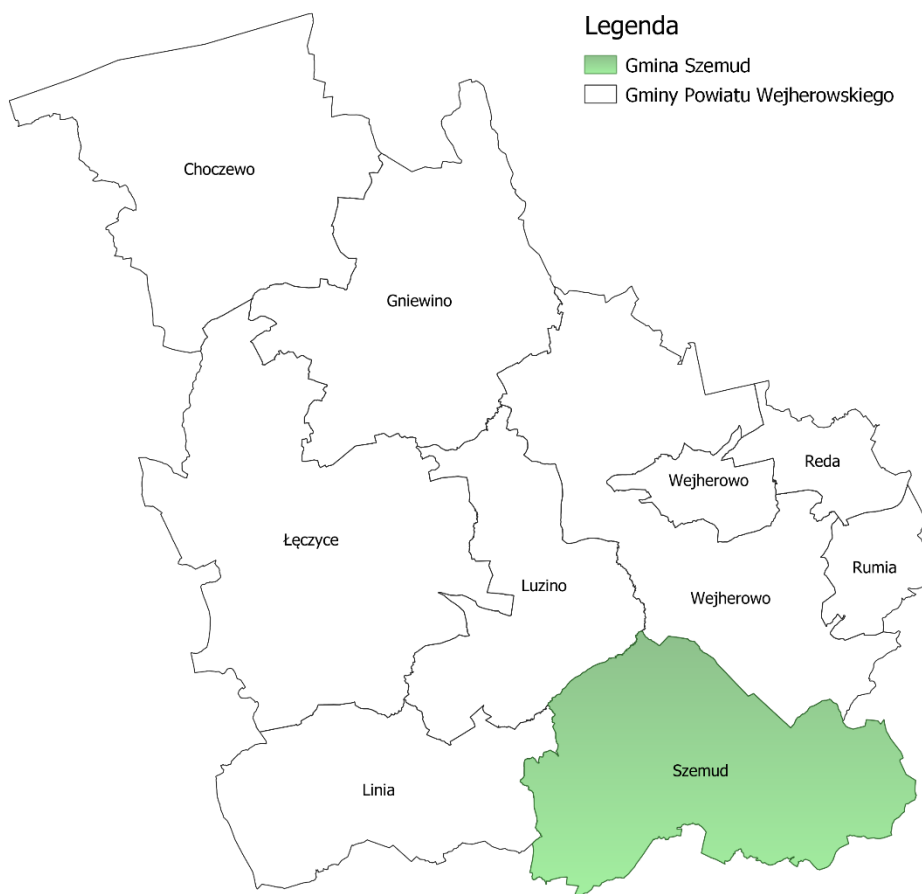 Legenda
Gmina Szemud
Gminy Powiatu Wejherowskiego
Choczewo
Gniewino
Wejherowo
Reda
Łęczyce
Luzino
Rumia
Wejherowo
Szemud
Linia